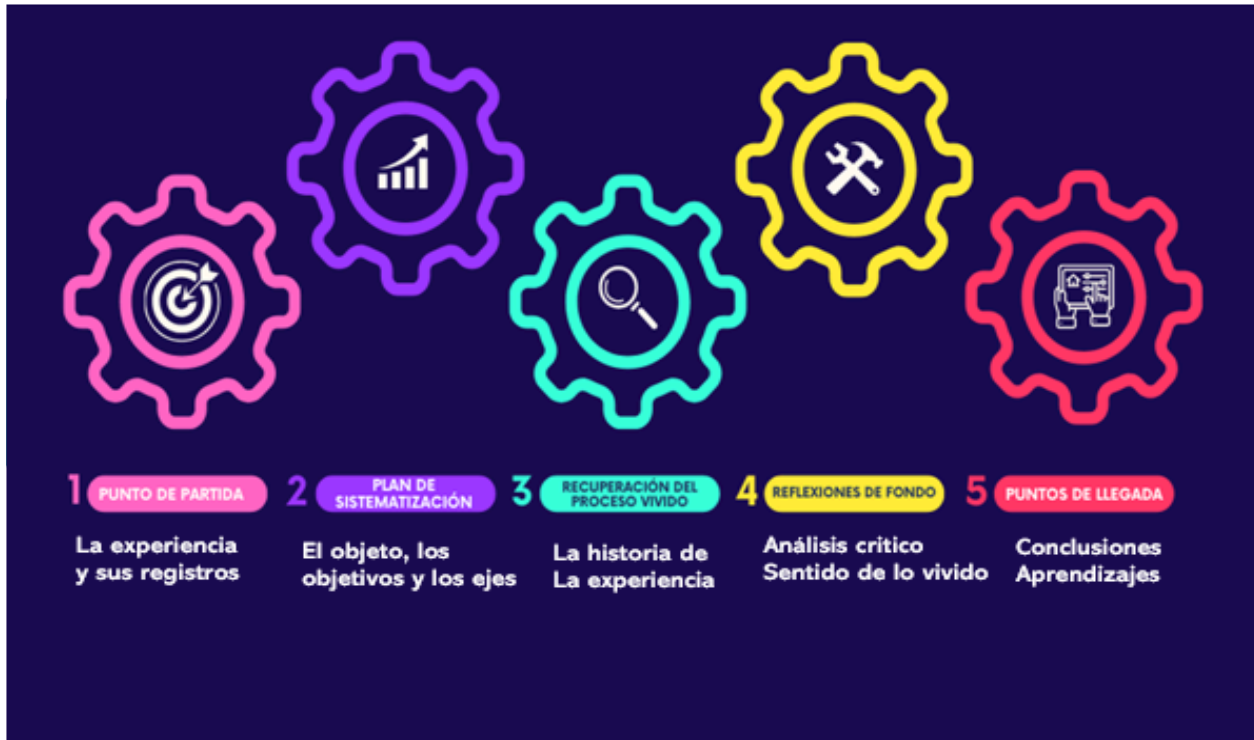 1 PUNTO DE PARTIDA
La experiencia
y sus registros
2 PLAN DE
SISTEMATIZACIÓN
El objeto, los
objetivos y los ejes
3 RECUPERACIÓN DEL
PROCESO VIVIDO
La historia de
La experiencia
4 REFLEXIONES DE FONDO
Análisis critico
Sentido de lo vivido
5 PUNTOS DE LLEGADA
Conclusiones
Aprendizajes